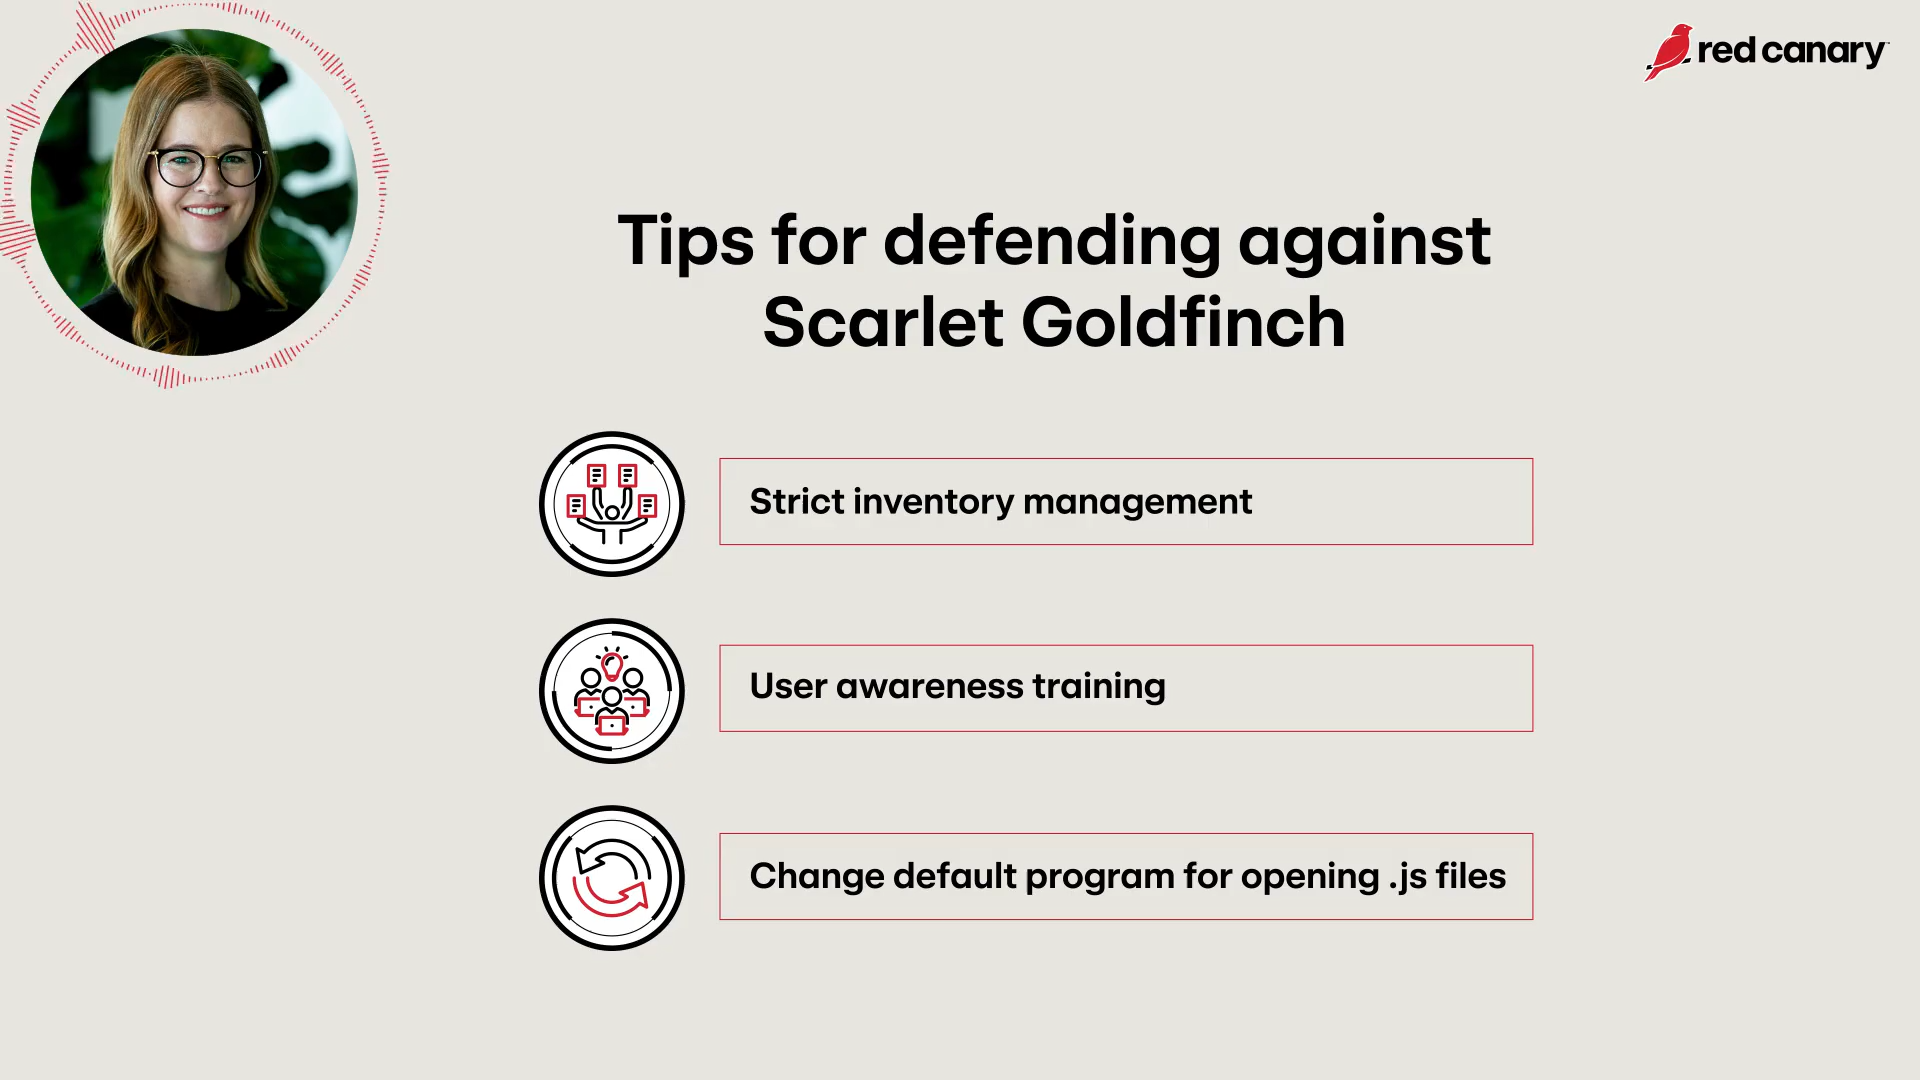 red canary
Tips for defending against
Scarlet Goldfinch
Strict inventory management
User awareness training
Change default program for opening .js files